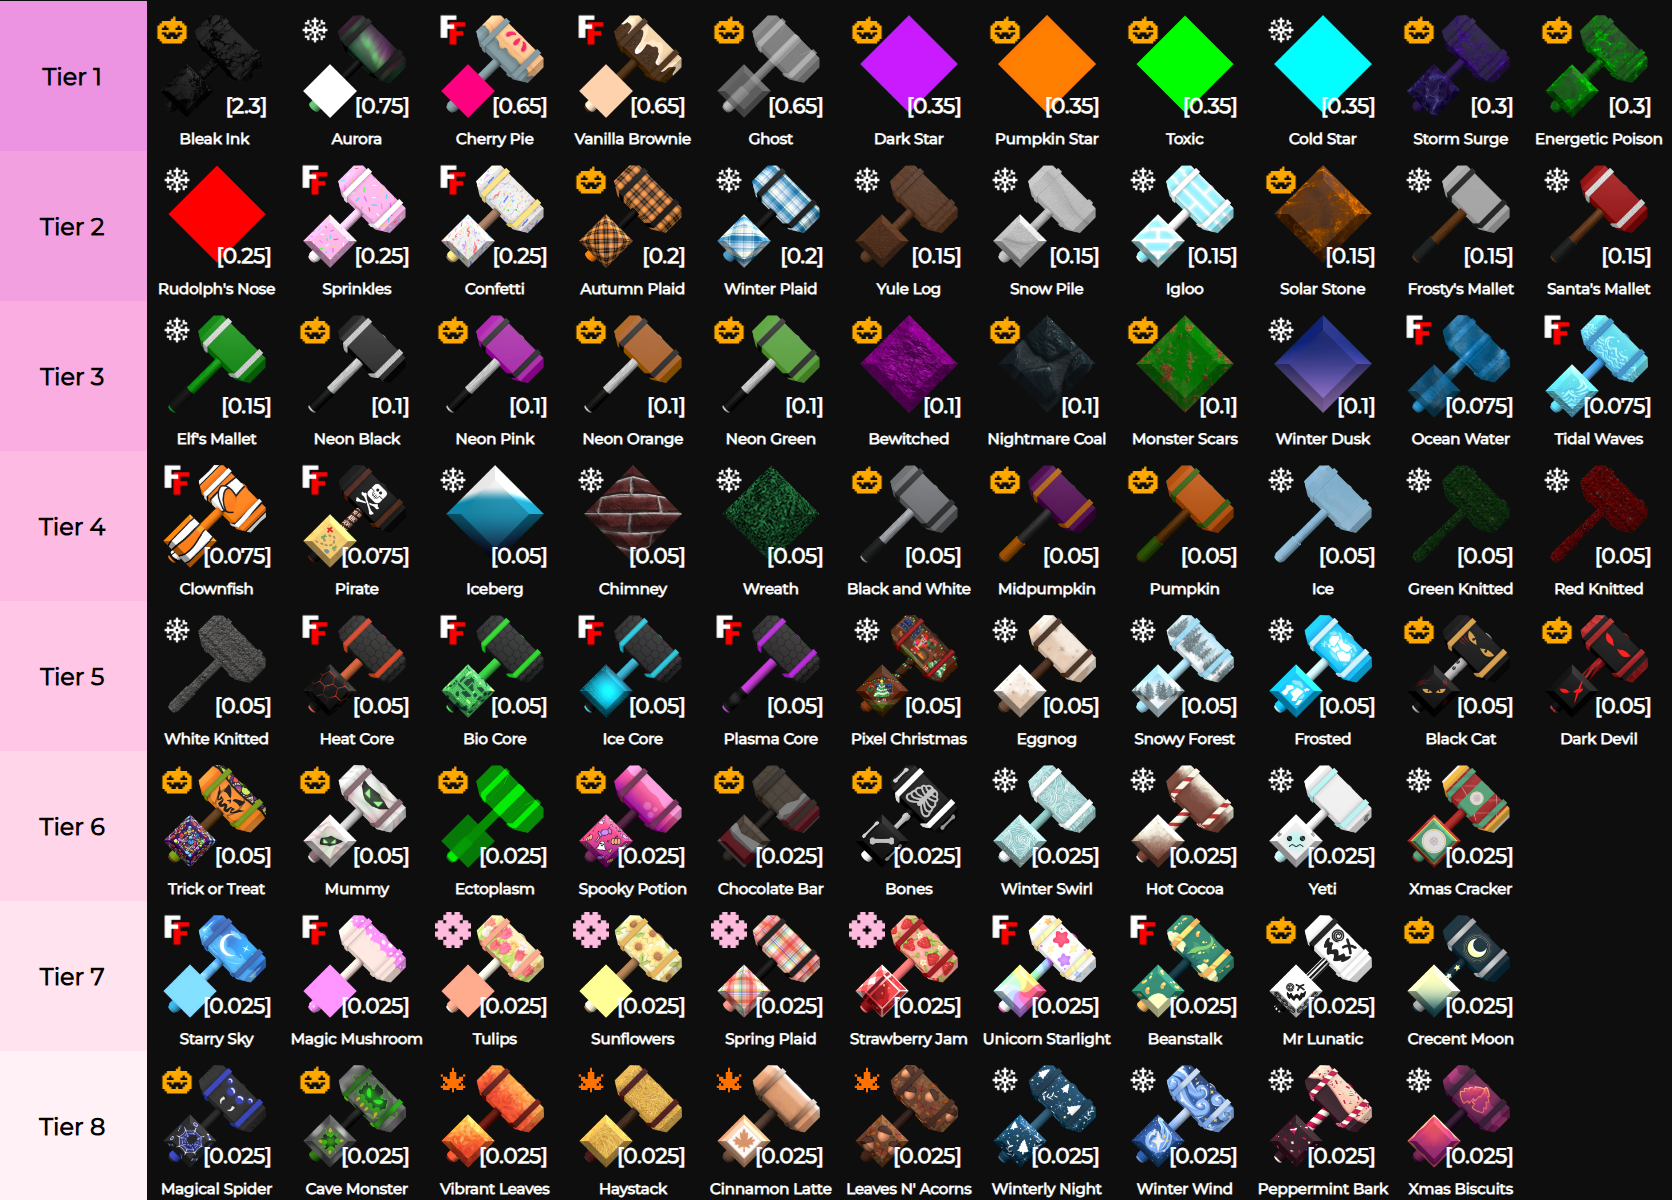 Tier 1
[2.3] [0.75] [0.65] [0.65] [0.65] [0.35] [0.35] [0.35] [0.35] [0.3] [0.3]
Bleak Ink Aurora Cherry Pie Vanilla Brownie Ghost Dark Star Pumpkin Star Toxic Cold Star Storm Surge Energetic Poison
Tier 2
[0.25] [0.25] [0.25] [0.2] [0.2] [0.15] [0.15] [0.15] [0.15] [0.15] [0.15]
Rudolph's Nose Sprinkles Confetti Autumn Plaid Winter Plaid Yule Log Snow Pile Igloo Solar Stone Frosty's Mallet Santa's Mallet
Tier 3
[0.15] [0.1] [0.1] [0.1] [0.1] [0.1] [0.1] [0.1] [0.1] [0.075] [0.075]
Elf's Mallet Neon Black Neon Pink Neon Orange Neon Green Bewitched Nightmare Coal Monster Scars Winter Dusk Ocean Water Tidal Waves
Tier 4
[0.075] [0.075] [0.05] [0.05] [0.05] [0.05] [0.05] [0.05] [0.05] [0.05] [0.05]
Clownfish Pirate Iceberg Chimney Wreath Black and White Midpumpkin Pumpkin Ice Green Knitted Red Knitted
Tier 5
[0.05] [0.05] [0.05] [0.05] [0.05] [0.05] [0.05] [0.05] [0.05] [0.05] [0.05]
White Knitted Heat Core Bio Core Ice Core Plasma Core Pixel Christmas Eggnog Snowy Forest Frosted Black Cat Dark Devil
Tier 6
[0.05] [0.05] [0.025] [0.025] [0.025] [0.025] [0.025] [0.025] [0.025] [0.025]
Trick or Treat Mummy Ectoplasm Spooky Potion Chocolate Bar Bones Winter Swirl Hot Cocoa Yeti Xmas Cracker
Tier 7
[0.025] [0.025] [0.025] [0.025] [0.025] [0.025] [0.025] [0.025] [0.025] [0.025]
Starry Sky Magic Mushroom Tulips Sunflowers Spring Plaid Strawberry Jam Unicorn Starlight Beanstalk Mr Lunatic Crecent Moon
Tier 8
[0.025] [0.025] [0.025] [0.025] [0.025] [0.025] [0.025] [0.025] [0.025] [0.025]
Magical Spider Cave Monster Vibrant Leaves Haystack Cinnamon Latte Leaves N' Acorns Winterly Night Winter Wind Peppermint Bark Xmas Biscuits